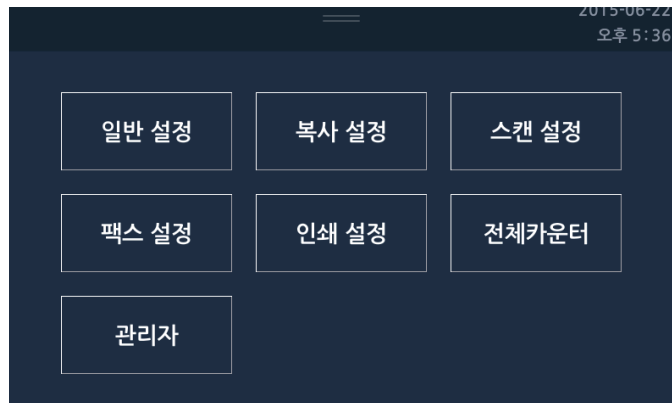 2015-06-22
오후 5:36
일반 설정
복사 설정
스캔 설정
팩스 설정
인쇄 설정
전체카운터
관리자